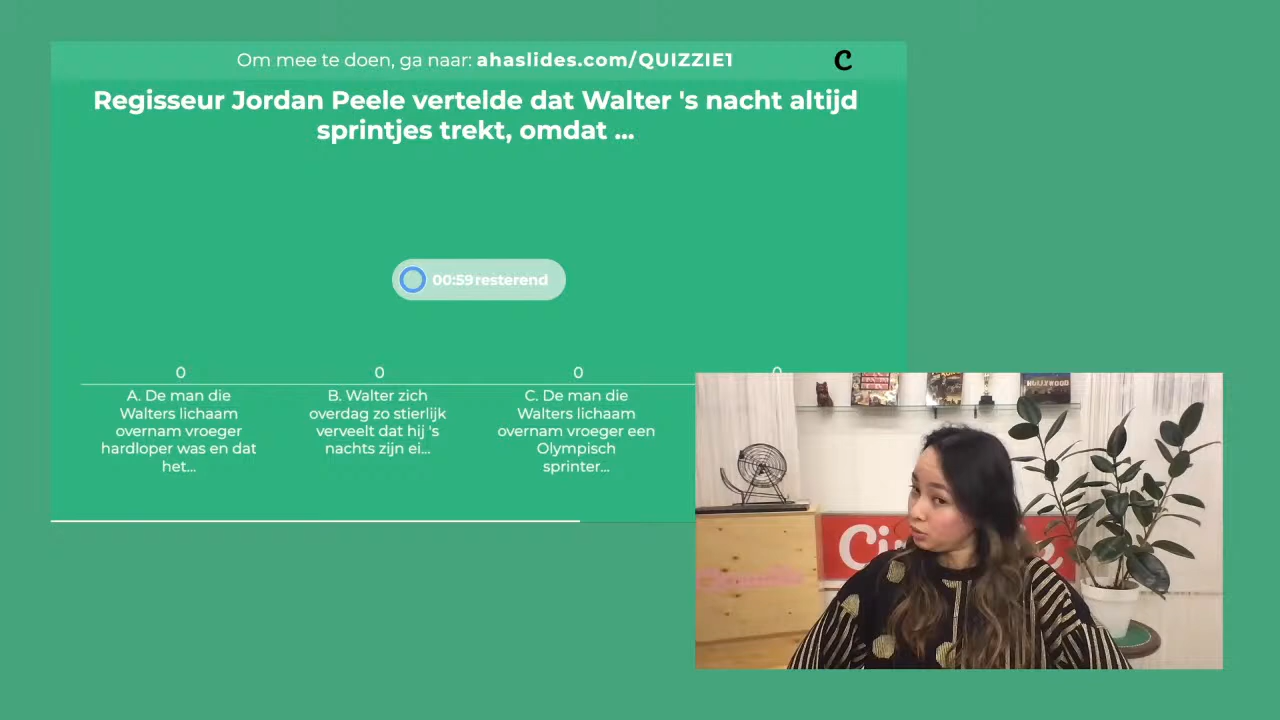 Om mee te doen, ga naar: ahaslides.com/QUIZZIE1
C
Regisseur Jordan Peele vertelde dat Walter 's nacht altijd
sprintjes trekt, omdat ...
00:59 resterend
0
0
0
0
A. De man die
Walters lichaam
overnam vroeger
hardloper was en dat
het...
B. Walter zich
overdag zo stierlijk
verveelt dat hij 's
nachts zijn ei...
C. De man die
Walters lichaam
overnam vroeger een
Olympisch
sprinter...